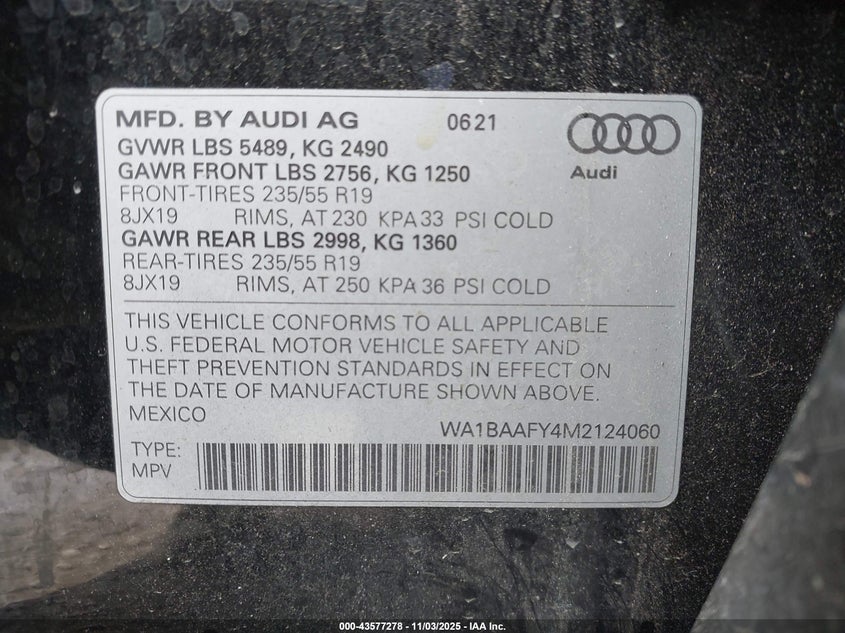 MFD. BY AUDI AG 0621
GVWR LBS 5489, KG 2490
GAWR FRONT LBS 2756, KG 1250
Audi
FRONT-TIRES 235/55 R19
8JX19 RIMS, AT 230 KPA 33 PSI COLD
GAWR REAR LBS 2998, KG 1360
REAR-TIRES 235/55 R19
8JX19 RIMS, AT 250 KPA 36 PSI COLD
THIS VEHICLE CONFORMS TO ALL APPLICABLE
U.S. FEDERAL MOTOR VEHICLE SAFETY AND
THEFT PREVENTION STANDARDS IN EFFECT ON
THE DATE OF MANUFACTURE SHOWN ABOVE.
MEXICO
WA1BAAFY4M2124060
TYPE:
MPV
000-43577278 - 11/03/2025 - IAA Inc.